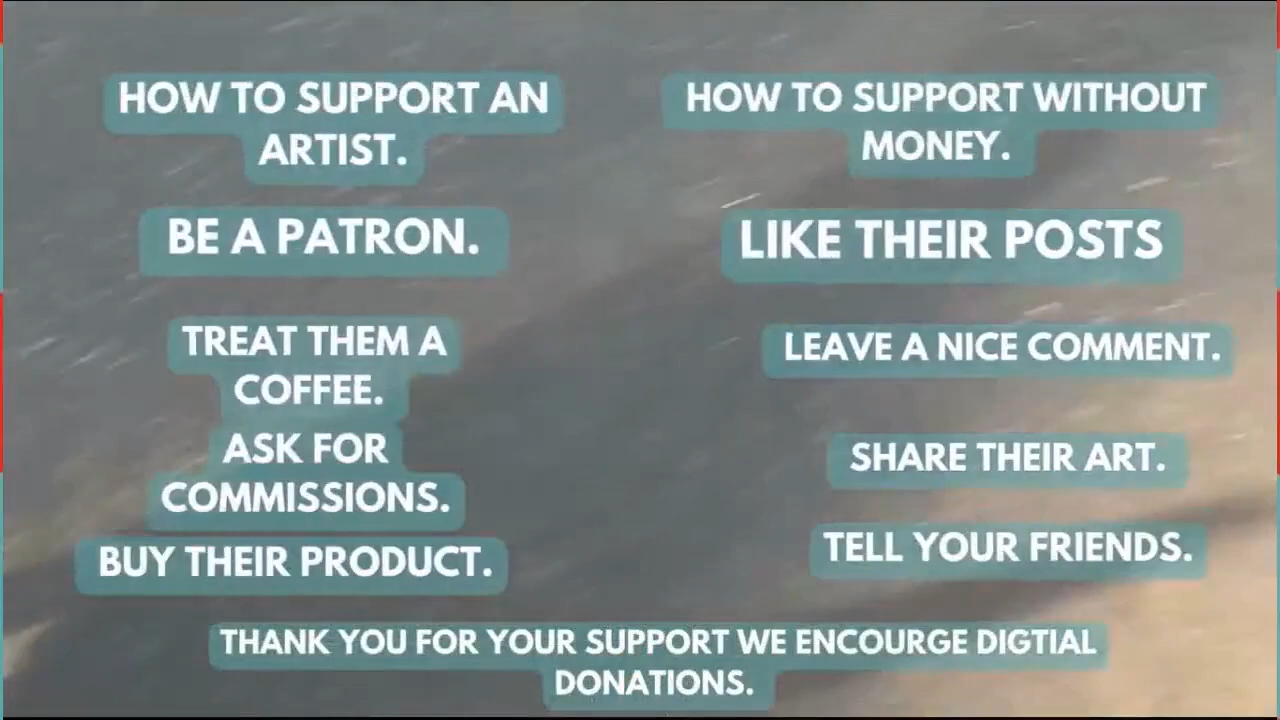 HOW TO SUPPORT AN
ARTIST.
BE A PATRON.
TREAT THEM A
COFFEE.
ASK FOR
COMMISSIONS.
BUY THEIR PRODUCT.
HOW TO SUPPORT WITHOUT
MONEY.
LIKE THEIR POSTS
LEAVE A NICE COMMENT.
SHARE THEIR ART.
TELL YOUR FRIENDS.
THANK YOU FOR YOUR SUPPORT WE ENCOURGE DIGTIAL
DONATIONS.